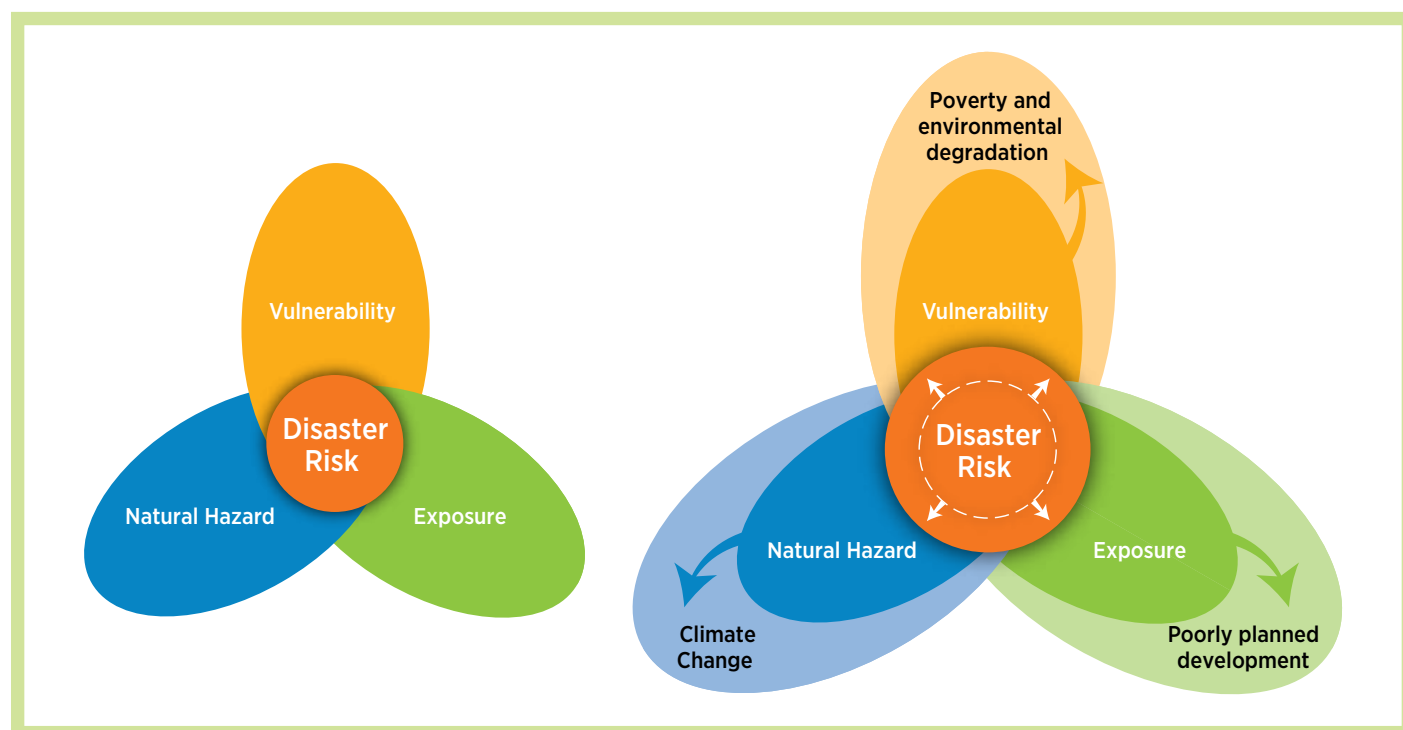 Vulnerability
Disaster
Risk
Natural Hazard
Exposure
Poverty and
environmental
degradation
Vulnerability
Disaster
Risk
Natural Hazard
Exposure
Climate
Change
Poorly planned
development